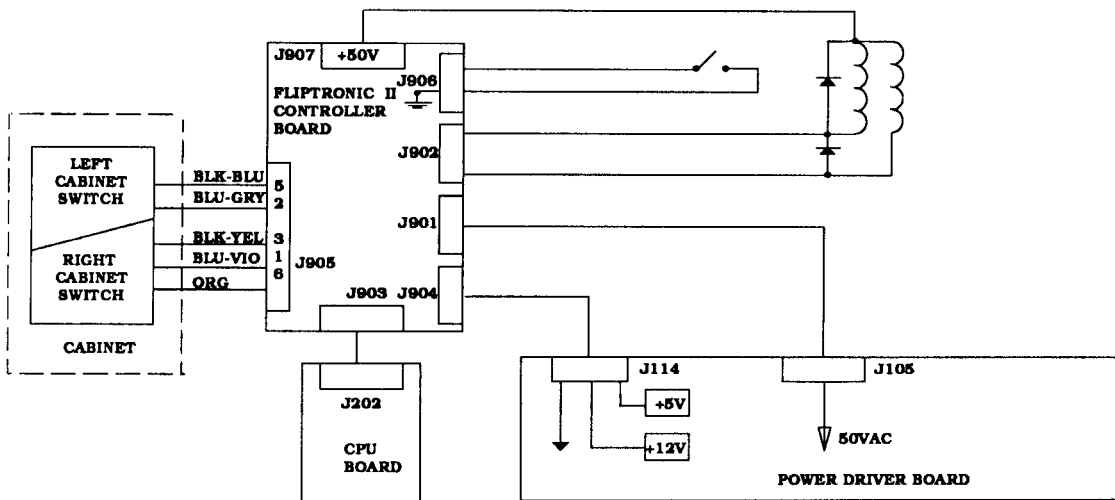 J907
+50V
J906
FLIPTRONIC II
CONTROLLER
BOARD
J902
J901
J904
J903
J905
5
2
3
1
6
LEFT
CABINET
SWITCH
RIGHT
CABINET
SWITCH
CABINET
BLK-BLU
BLU-GRY
BLK-YEL
BLU-VIO
ORG
J202
CPU
BOARD
J114
J105
+5V
+12V
50VAC
POWER DRIVER BOARD